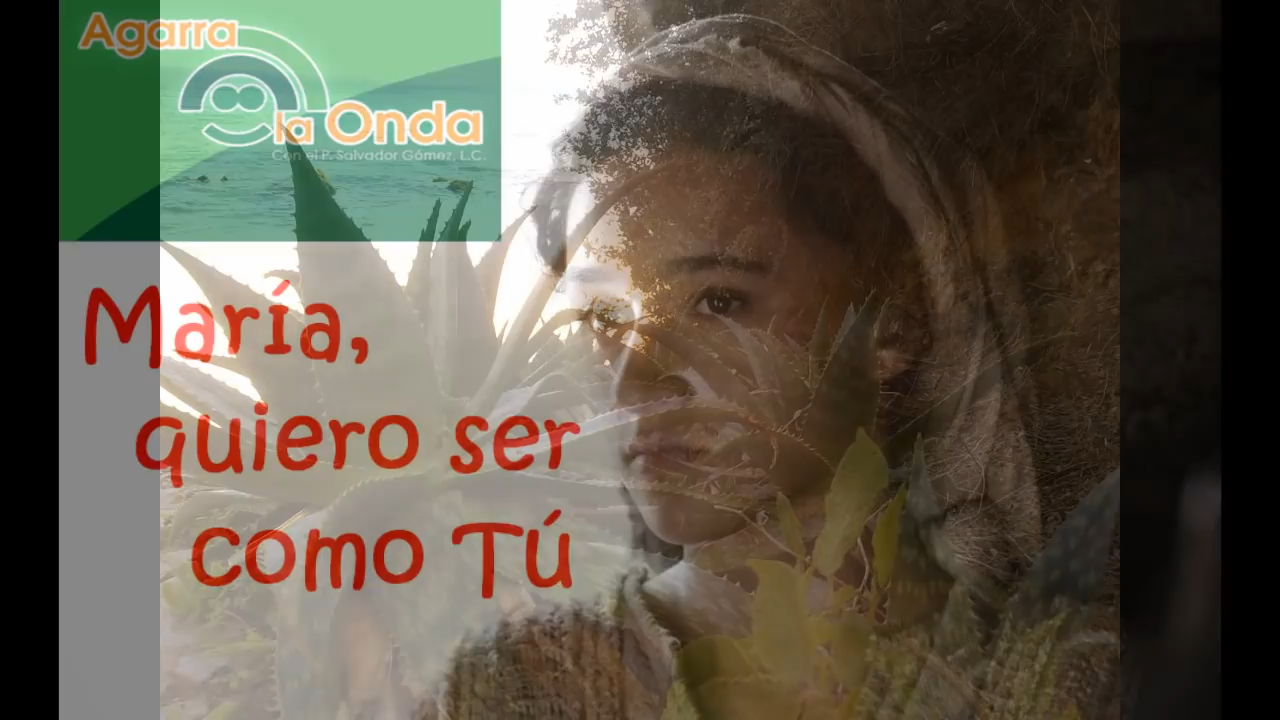 Agarra
la Onda
Con el P. Salvador Gómez, L.C.
María,
quiero ser
como Tú